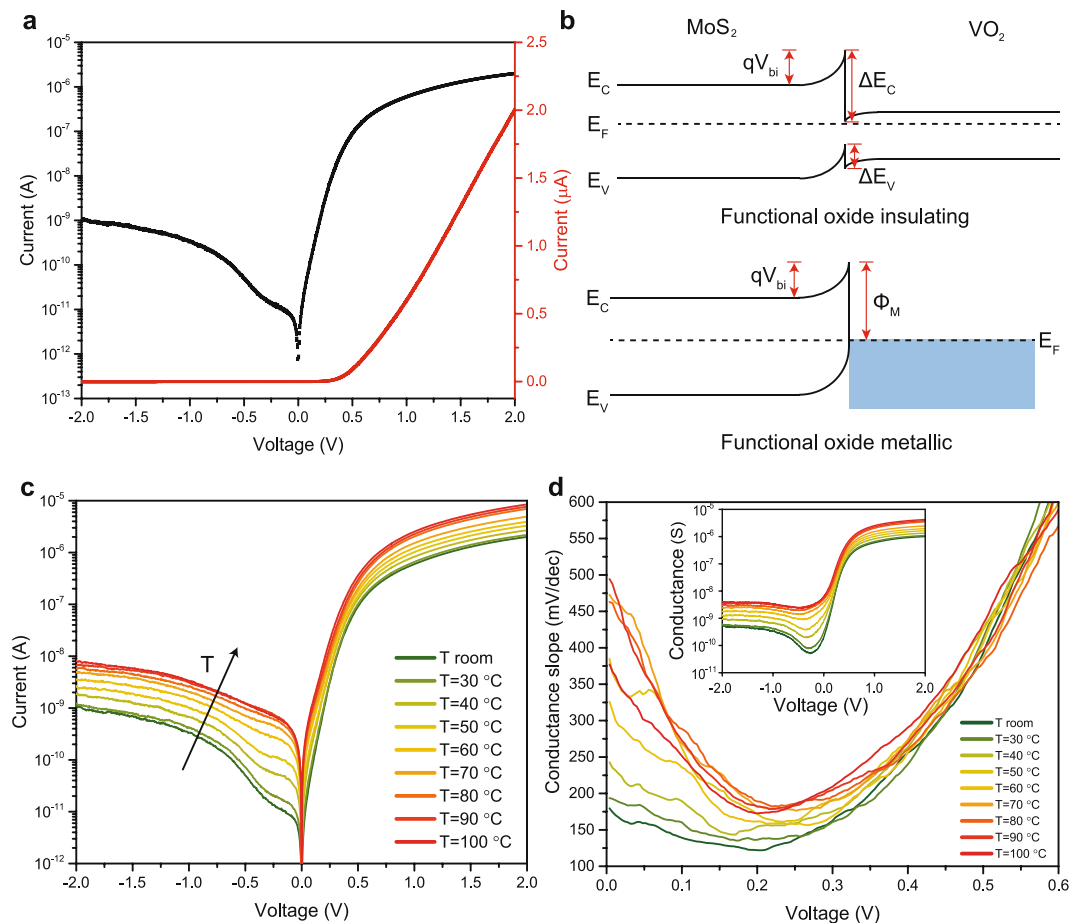 a
10⁻⁵
10⁻⁶
10⁻⁷
10⁻⁸
10⁻⁹
10⁻¹⁰
10⁻¹¹
10⁻¹²
10⁻¹³
Current (A)
2.5
2.0
1.5
1.0
0.5
0.0
Current (µA)
-2.0 -1.5 -1.0 -0.5 0.0 0.5 1.0 1.5 2.0
Voltage (V)
b
MoS₂ VO₂
qV_bi
ΔE_C
E_C
E_F
ΔE_V
E_V
Functional oxide insulating
qV_bi
Φ_M
E_C
E_F
E_V
Functional oxide metallic
c
10⁻⁵
10⁻⁶
10⁻⁷
10⁻⁸
10⁻⁹
10⁻¹⁰
10⁻¹¹
10⁻¹²
Current (A)
T
T room
T=30 °C
T=40 °C
T=50 °C
T=60 °C
T=70 °C
T=80 °C
T=90 °C
T=100 °C
-2.0 -1.5 -1.0 -0.5 0.0 0.5 1.0 1.5 2.0
Voltage (V)
d
600
550
500
450
400
350
300
250
200
150
100
Conductance slope (mV/dec)
10⁻⁵
10⁻⁶
10⁻⁷
10⁻⁸
10⁻⁹
10⁻¹⁰
10⁻¹¹
Conductance (S)
-2.0 -1.0 0.0 1.0 2.0
Voltage (V)
T room
T=30 °C
T=40 °C
T=50 °C
T=60 °C
T=70 °C
T=80 °C
T=90 °C
T=100 °C
0.0 0.1 0.2 0.3 0.4 0.5 0.6
Voltage (V)